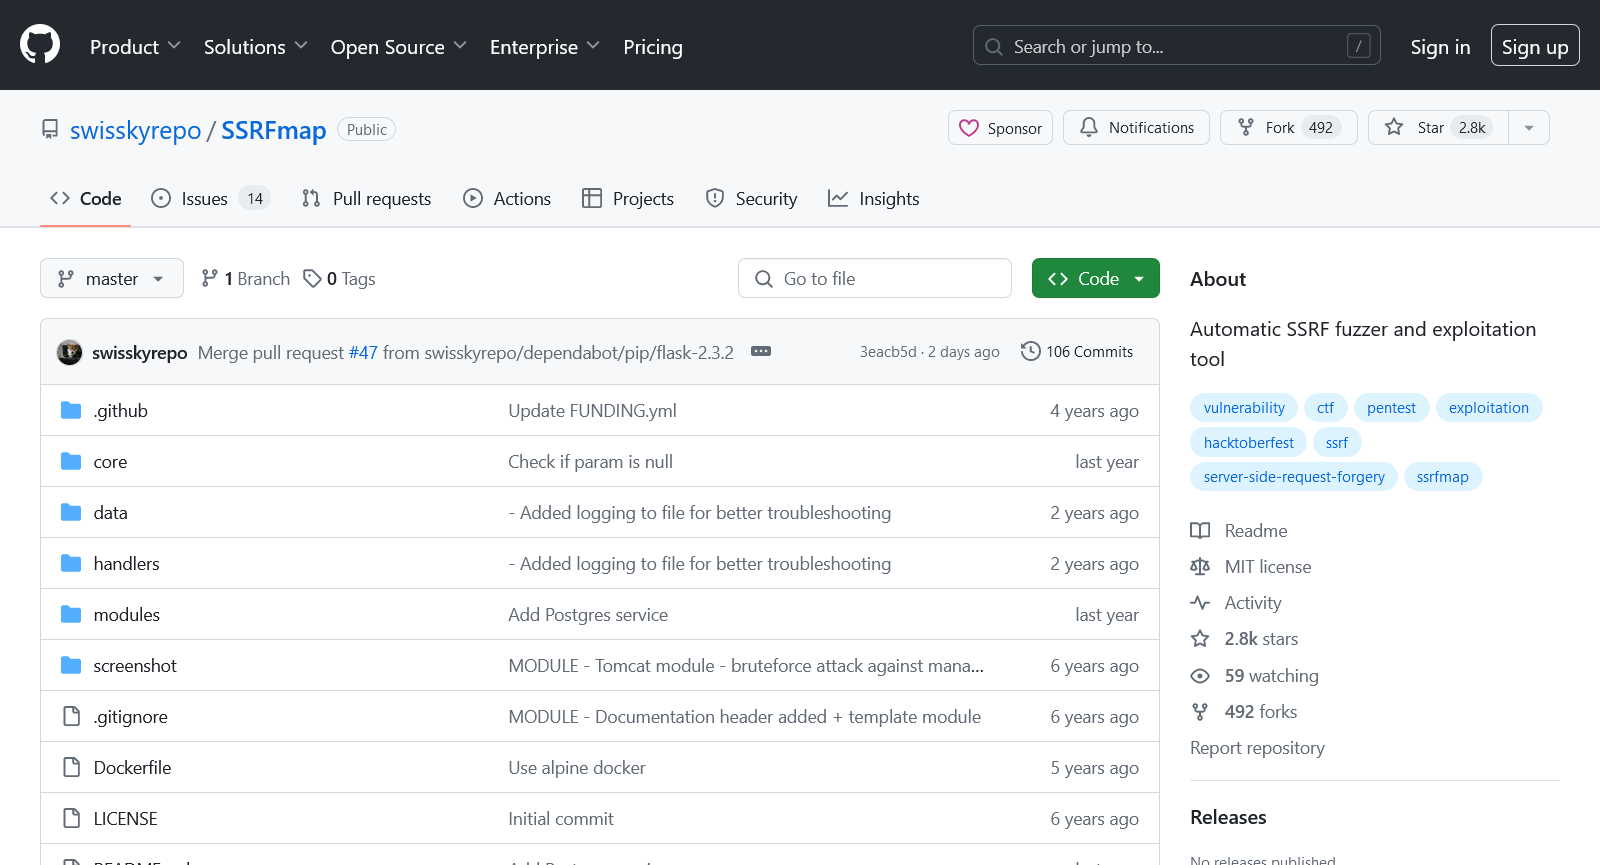 Product Solutions Open Source Enterprise Pricing Search or jump to... / Sign in Sign up
swisskyrepo / SSRFmap Public Sponsor Notifications Fork 492 Star 2.8k
Code Issues 14 Pull requests Actions Projects Security Insights
master 1 Branch 0 Tags Go to file Code
swisskyrepo Merge pull request #47 from swisskyrepo/dependabot/pip/flask-2.3.2 3eacb5d · 2 days ago 106 Commits
.github Update FUNDING.yml 4 years ago
core Check if param is null last year
data - Added logging to file for better troubleshooting 2 years ago
handlers - Added logging to file for better troubleshooting 2 years ago
modules Add Postgres service last year
screenshot MODULE - Tomcat module - bruteforce attack against mana... 6 years ago
.gitignore MODULE - Documentation header added + template module 6 years ago
Dockerfile Use alpine docker 5 years ago
LICENSE Initial commit 6 years ago
About
Automatic SSRF fuzzer and exploitation
tool
vulnerability ctf pentest exploitation
hacktoberfest ssrf
server-side-request-forgery ssrfmap
Readme
MIT license
Activity
2.8k stars
59 watching
492 forks
Report repository
Releases
No releases published